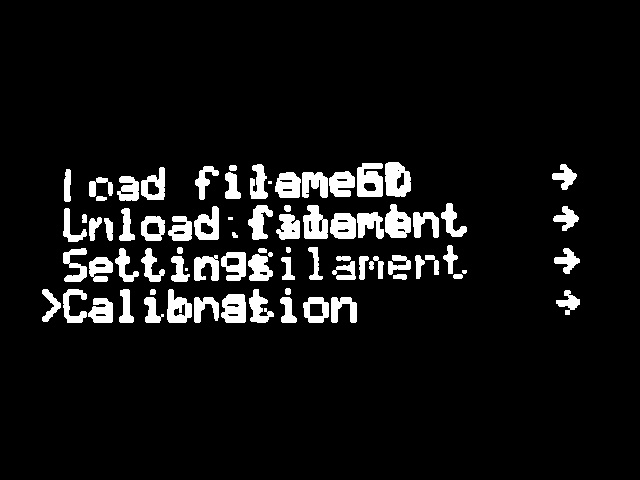 Load →
Unload filament →
Settings →
>Calibration →